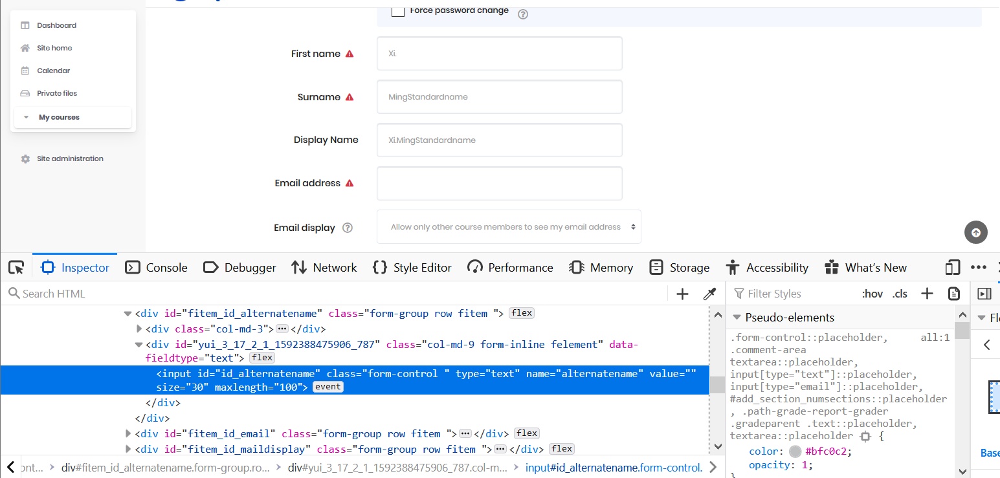 Force password change
Dashboard
Site home
Calendar
Private files
My courses
Site administration
First name
Xi.
Surname
MingStandardname
Display Name
Xi.MingStandardname
Email address
Email display
Allow only other course members to see my email address
Inspector Console Debugger Network Style Editor Performance Memory Storage Accessibility What's New
Search HTML
<div id="fitem_id_alternatename" class="form-group row fitem "> flex
<div class="col-md-3">…</div>
<div id="yui_3_17_2_1_1592388475906_787" class="col-md-9 form-inline felement" data-
fieldtype="text"> flex
<input id="id_alternatename" class="form-control " type="text" name="alternatename" value=""
size="30" maxlength="100"> event
</div>
</div>
<div id="fitem_id_email" class="form-group row fitem ">…</div> flex
<div id="fitem_id_maildisplay" class="form-group row fitem ">…</div> flex
ont… div#fitem_id_alternatename.form-group.ro… div#yui_3_17_2_1_1592388475906_787.col-m… input#id_alternatename.form-control.
Filter Styles :hov .cls
Pseudo-elements
.form-control::placeholder, all:1
.comment-area
textarea::placeholder,
input[type="text"]::placeholder,
input[type="email"]::placeholder,
#add_section_numsections::placeholder
, .path-grade-report-grader
.gradeparent .text::placeholder,
textarea::placeholder {
color: #bfc0c2;
opacity: 1;
}
Fl
Base